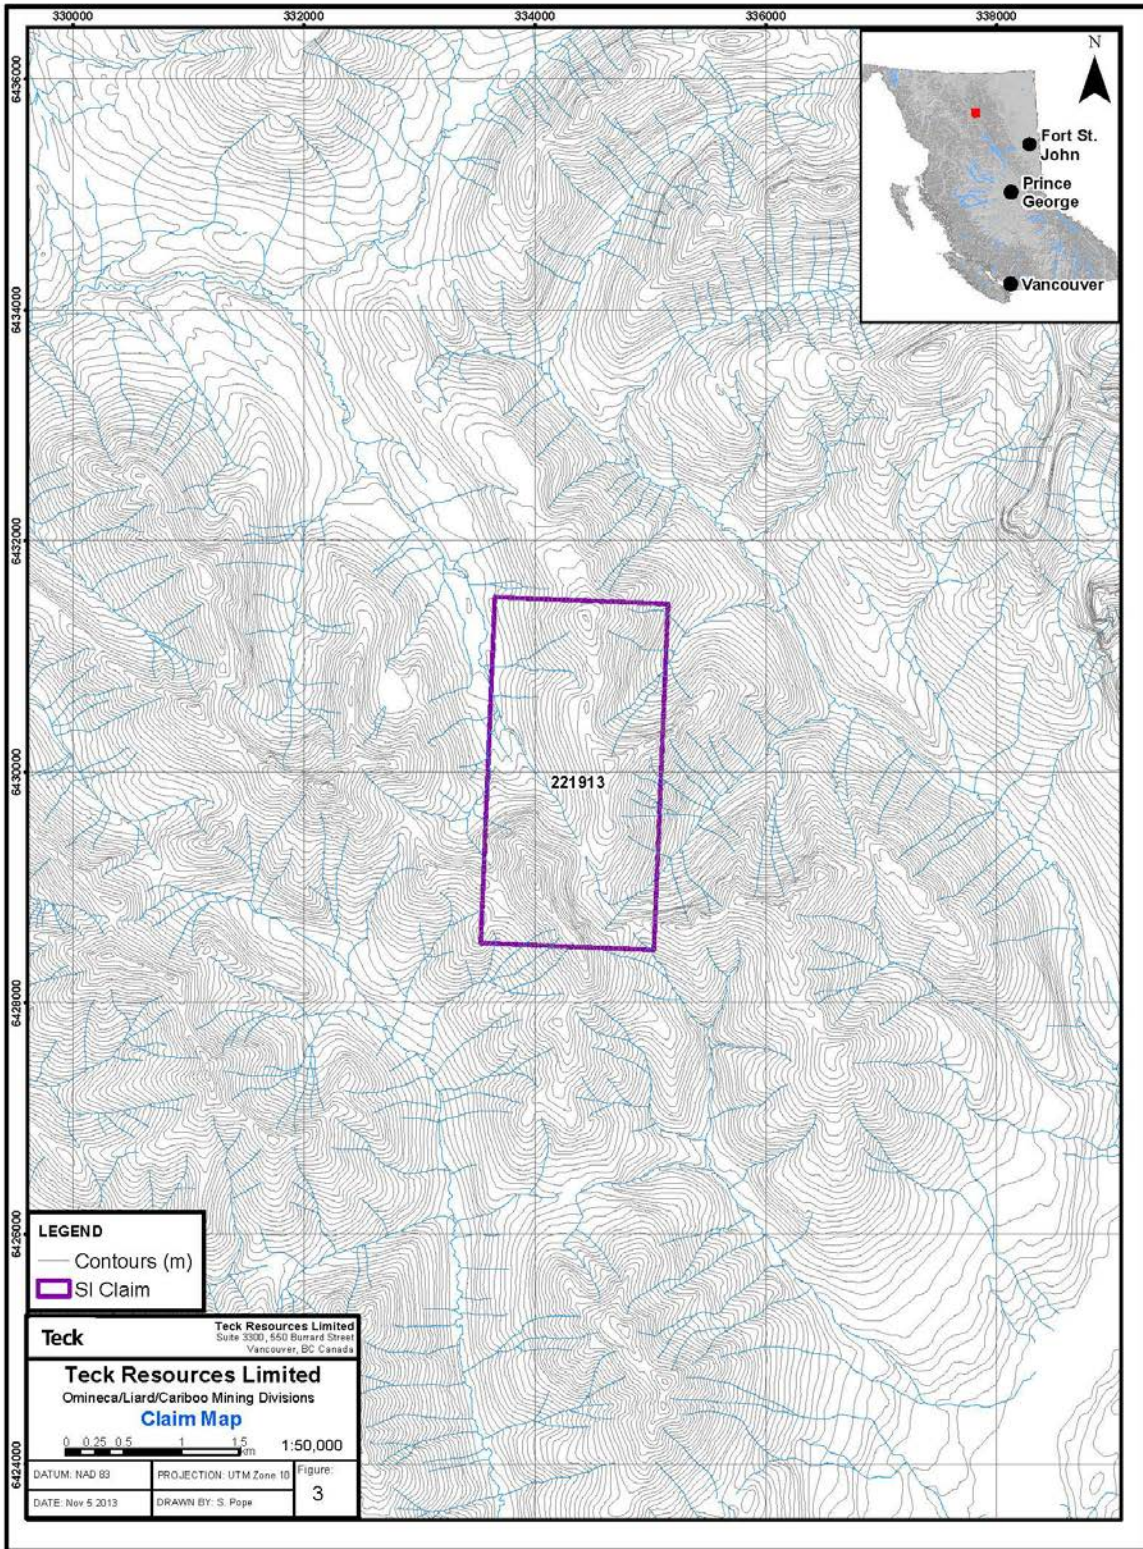 330000 332000 334000 336000 338000
6436000
6434000
6432000
6430000
6428000
6426000
6424000
N
Fort St.
John
Prince
George
Vancouver
221913
LEGEND
Contours (m)
SI Claim
Teck
Teck Resources Limited
Suite 3300, 550 Burrard Street
Vancouver, BC Canada
Teck Resources Limited
Omineca/Liard/Cariboo Mining Divisions
Claim Map
0 0.25 0.5 1 1.5
km
1:50,000
DATUM: NAD 83
PROJECTION: UTM Zone 10
Figure:
3
DATE: Nov 5 2013
DRAWN BY: S. Pope